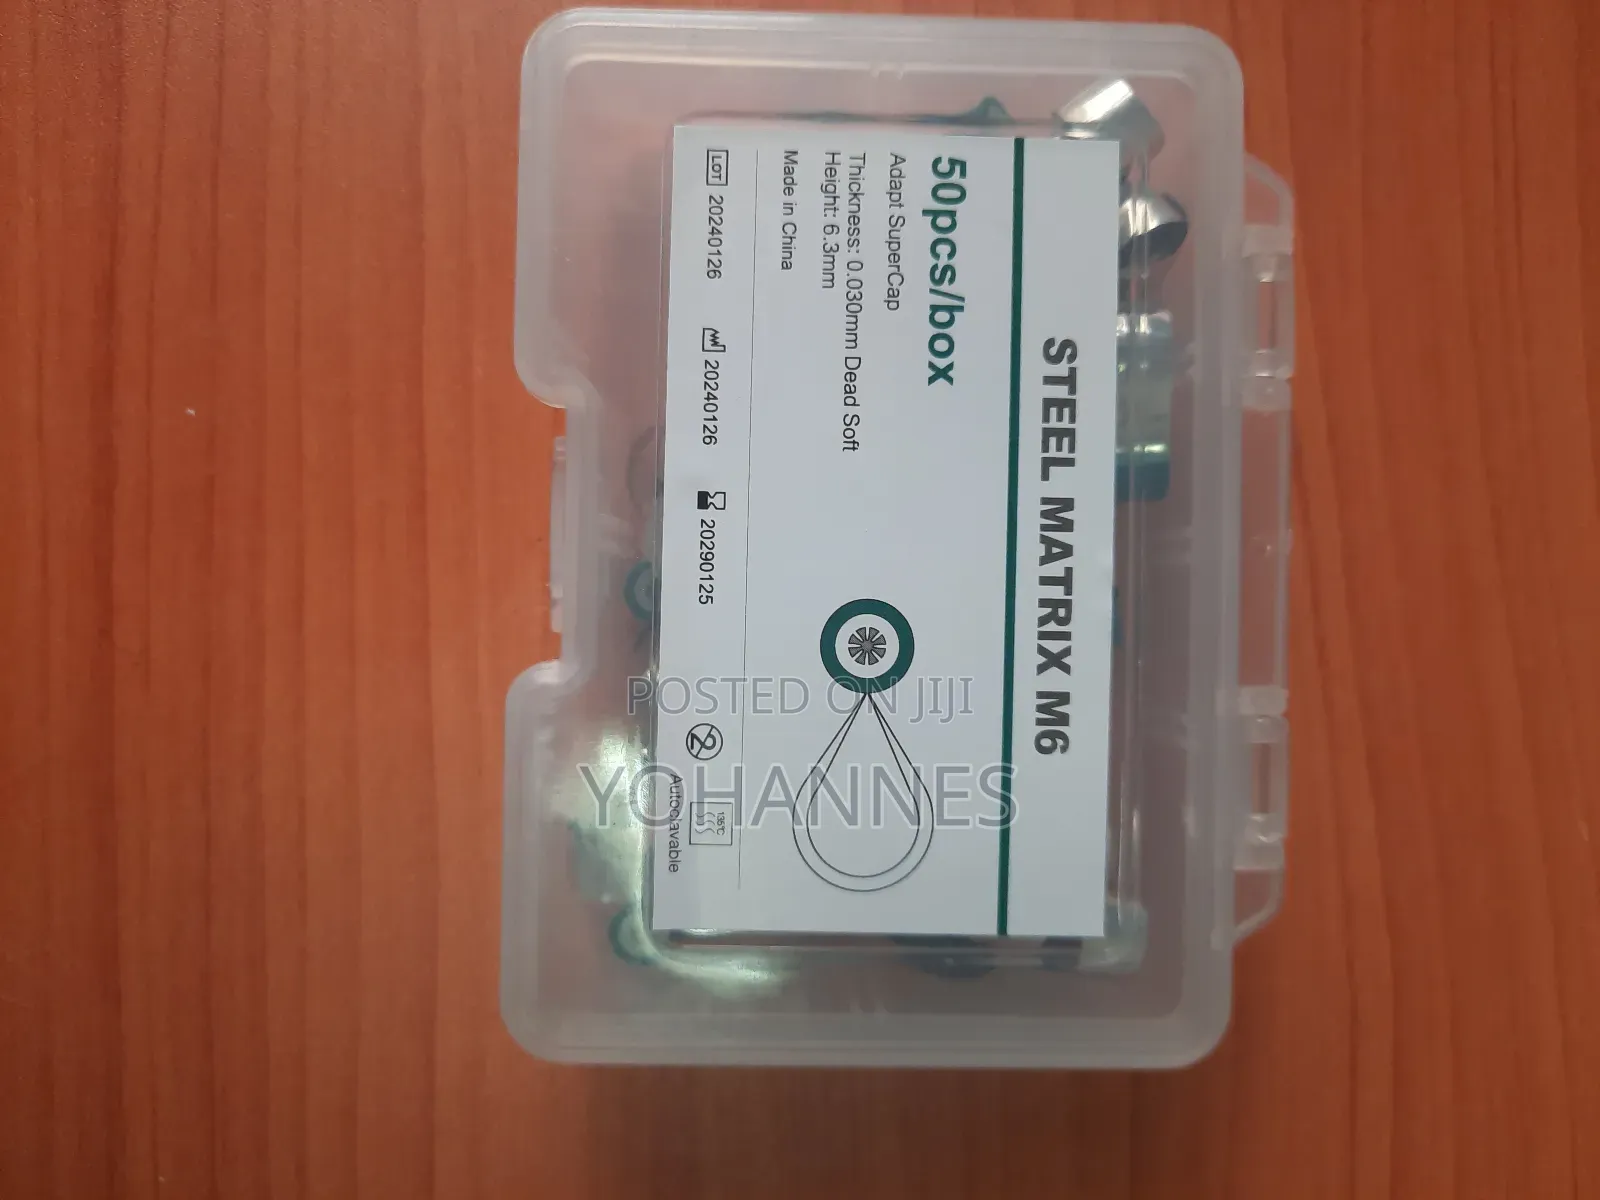 STEEL MATRIX M6
50pcs/box
Adapt SuperCap
Thickness: 0.030mm Dead Soft
Height: 6.3mm
Made in China
LOT 20240126 20240126 20290125 2 135°C
Autoclavable
POSTED ON JIJI
YOHANNES